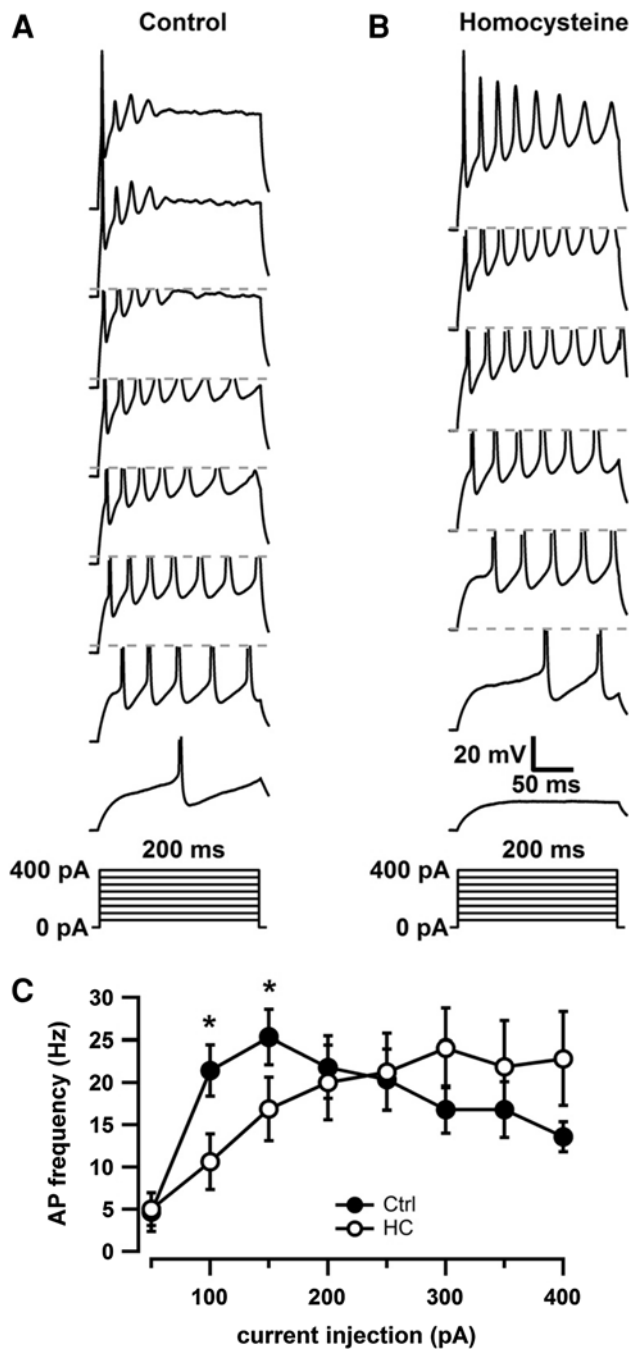 A Control
B Homocysteine
20 mV
50 ms
200 ms
400 pA
0 pA
200 ms
400 pA
0 pA
C
* *
AP frequency (Hz)
30
25
20
15
10
5
0
Ctrl
HC
100 200 300 400
current injection (pA)